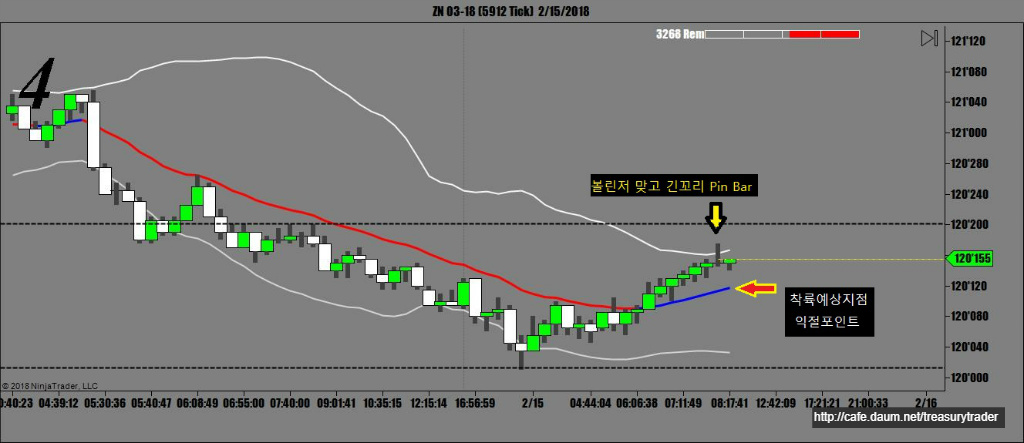 ZN 03-18 (5912 Tick) 2/15/2018
3268 Rem
4
121'120
121'080
121'040
121'000
120'280
120'240
120'200
120'155
120'120
120'080
120'040
120'000
볼린저 맞고 긴꼬리 Pin Bar
착륙예상지점
익절포인트
© 2018 NinjaTrader, LLC
0:40:23 04:39:12 05:30:36 05:40:47 06:08:49 06:55:00 07:40:00 09:01:41 10:35:15 12:15:14 16:56:59 2/15 04:44:04 06:06:38 07:11:49 08:17:41 12:42:09 17:21:21 21:00:33 2/16
http://cafe.daum.net/treasurytrader